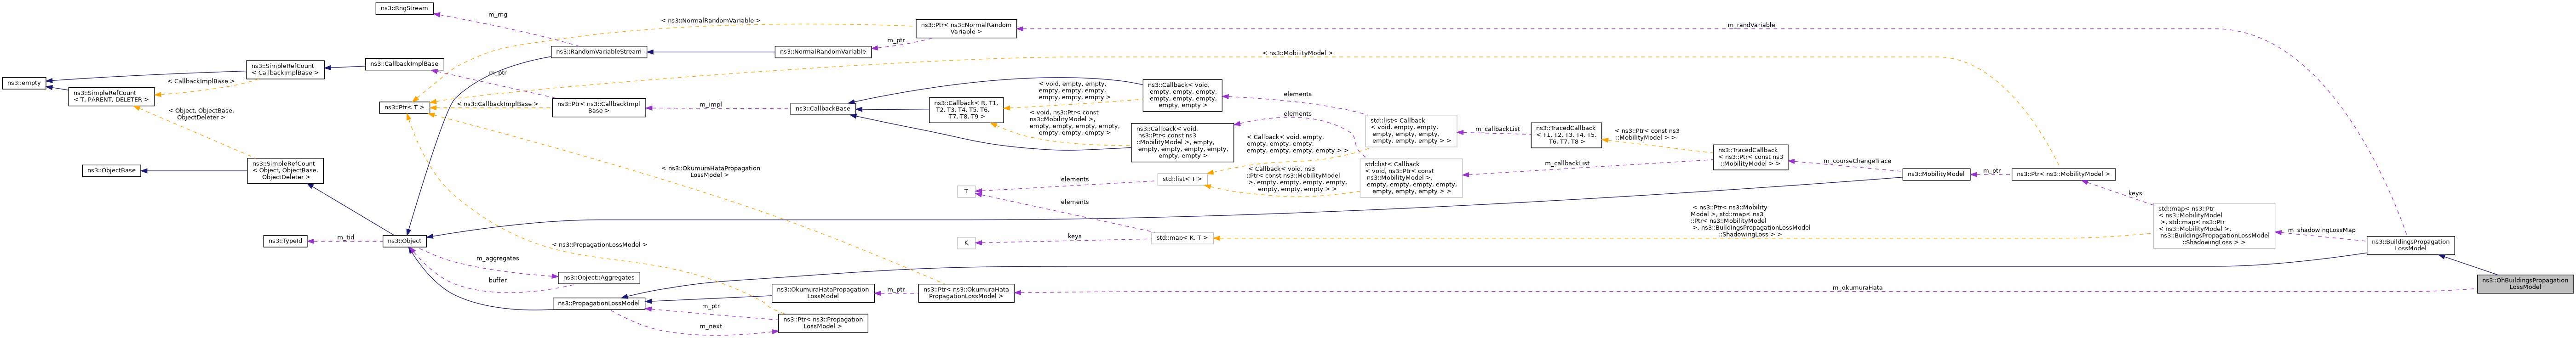 ns3::RngStream
m_rng
< ns3::NormalRandomVariable >
ns3::Ptr< ns3::NormalRandom
Variable >
m_randVariable
m_ptr
ns3::RandomVariableStream
ns3::NormalRandomVariable
< ns3::MobilityModel >
ns3::CallbackImplBase
ns3::SimpleRefCount
< CallbackImplBase >
m_ptr
ns3::empty
< CallbackImplBase >
ns3::SimpleRefCount
< T, PARENT, DELETER >
ns3::Ptr< T >
< ns3::CallbackImplBase >
ns3::Ptr< ns3::CallbackImpl
Base >
m_impl
ns3::CallbackBase
ns3::Callback< R, T1,
T2, T3, T4, T5, T6,
T7, T8, T9 >
< void, empty, empty,
empty, empty, empty,
empty, empty, empty >
< void, ns3::Ptr< const
ns3::MobilityModel >,
empty, empty, empty, empty,
empty, empty, empty >
ns3::Callback< void,
empty, empty, empty,
empty, empty, empty,
empty, empty >
ns3::Callback< void,
ns3::Ptr< const ns3
::MobilityModel >, empty,
empty, empty, empty, empty,
empty, empty >
elements
elements
< Callback< void, empty,
empty, empty, empty,
empty, empty, empty, empty > >
< Callback< void, ns3
::Ptr< const ns3::MobilityModel
>, empty, empty, empty, empty,
empty, empty, empty > >
std::list< Callback
< void, empty, empty,
empty, empty, empty,
empty, empty, empty > >
std::list< Callback
< void, ns3::Ptr< const
ns3::MobilityModel >,
empty, empty, empty, empty,
empty, empty, empty > >
m_callbackList
m_callbackList
ns3::TracedCallback
< T1, T2, T3, T4, T5,
T6, T7, T8 >
< ns3::Ptr< const ns3
::MobilityModel > >
ns3::TracedCallback
< ns3::Ptr< const ns3
::MobilityModel > >
m_courseChangeTrace
ns3::MobilityModel
m_ptr
ns3::Ptr< ns3::MobilityModel >
keys
< Object, ObjectBase,
ObjectDeleter >
ns3::ObjectBase
ns3::SimpleRefCount
< Object, ObjectBase,
ObjectDeleter >
< ns3::OkumuraHataPropagation
LossModel >
T
elements
elements
std::list< T >
K
keys
std::map< K, T >
< ns3::Ptr< ns3::Mobility
Model >, std::map< ns3
::Ptr< ns3::MobilityModel
>, ns3::BuildingsPropagationLossModel
::ShadowingLoss > >
std::map< ns3::Ptr
< ns3::MobilityModel
>, std::map< ns3::Ptr
< ns3::MobilityModel >,
ns3::BuildingsPropagationLossModel
::ShadowingLoss > >
m_shadowingLossMap
ns3::BuildingsPropagation
LossModel
ns3::TypeId
m_tid
ns3::Object
< ns3::PropagationLossModel >
m_aggregates
buffer
ns3::Object::Aggregates
ns3::PropagationLossModel
m_ptr
m_next
ns3::OkumuraHataPropagation
LossModel
m_ptr
ns3::Ptr< ns3::OkumuraHata
PropagationLossModel >
m_okumuraHata
ns3::OhBuildingsPropagation
LossModel
ns3::Ptr< ns3::Propagation
LossModel >